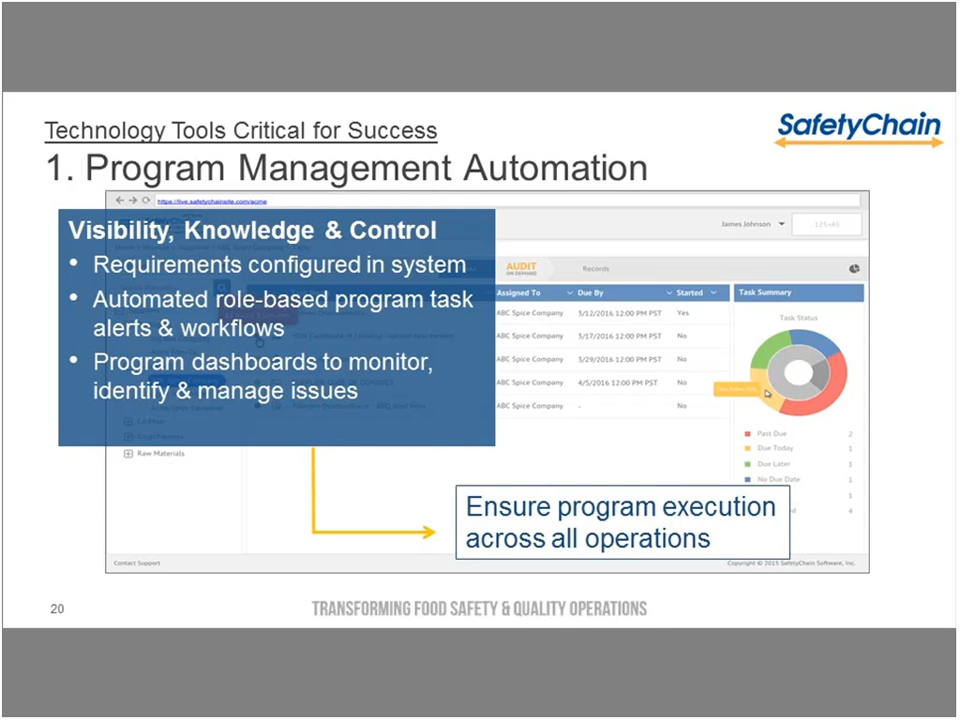 Technology Tools Critical for Success
SafetyChain
1. Program Management Automation
https://live.safetychainsite.com/acme
Visibility, Knowledge & Control
• Requirements configured in system
• Automated role-based program task
alerts & workflows
• Program dashboards to monitor,
identify & manage issues
James Johnson
AUDIT
ON DEMAND
Records
Assigned To Due By Started Task Summary
ABC Spice Company 3/12/2016 12:00 PM PST Yes
Task Status
ABC Spice Company 3/17/2016 12:00 PM PST No
ABC Spice Company 3/29/2016 12:00 PM PST No
ABC Spice Company 4/5/2016 12:00 PM PST No
ABC Spice Company - No
Raw Materials
Past Due 2
Due Today 1
Due Later 1
No Due Date 1
1
4
Ensure program execution
across all operations
Contact Support
Copyright © 2015 SafetyChain Software, Inc.
20
TRANSFORMING FOOD SAFETY & QUALITY OPERATIONS